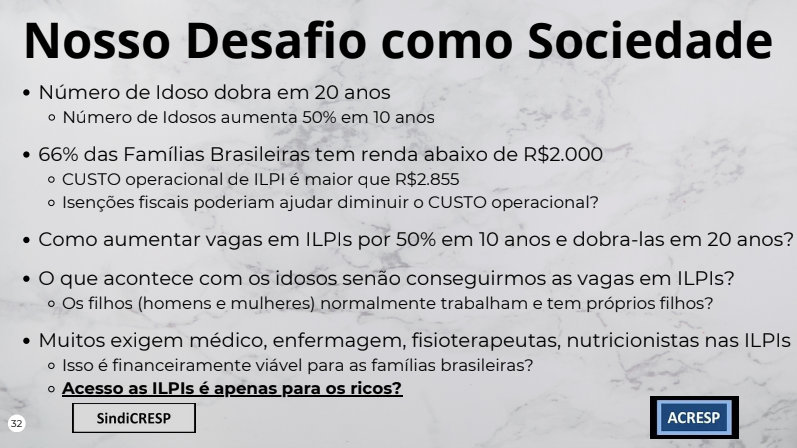 Nosso Desafio como Sociedade
• Número de Idoso dobra em 20 anos
○ Número de Idosos aumenta 50% em 10 anos
• 66% das Famílias Brasileiras tem renda abaixo de R$2.000
○ CUSTO operacional de ILPI é maior que R$2.855
○ Isenções fiscais poderiam ajudar diminuir o CUSTO operacional?
• Como aumentar vagas em ILPIs por 50% em 10 anos e dobra-las em 20 anos?
• O que acontece com os idosos senão conseguirmos as vagas em ILPIs?
○ Os filhos (homens e mulheres) normalmente trabalham e tem próprios filhos?
• Muitos exigem médico, enfermagem, fisioterapeutas, nutricionistas nas ILPIs
○ Isso é financeiramente viável para as famílias brasileiras?
○ Acesso as ILPIs é apenas para os ricos?
32
SindiCRESP
ACRESP